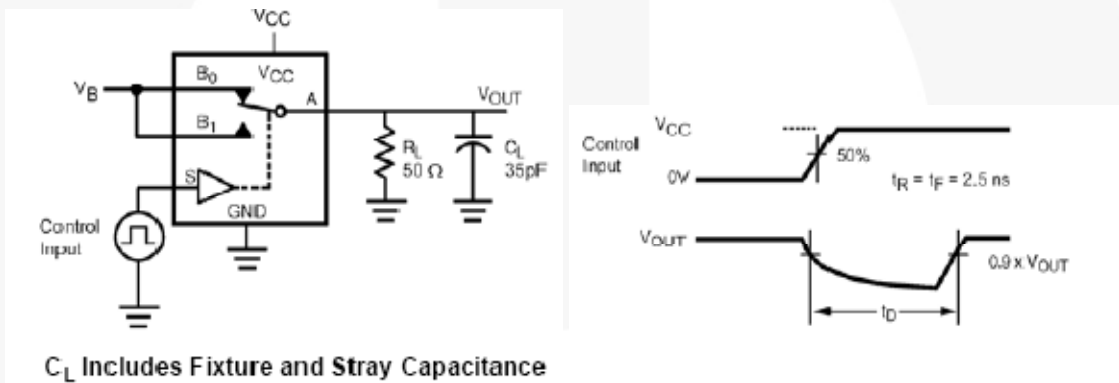 VCC
VCC
B0
VB
A
VOUT
B1
RL
50 Ω
CL
35pF
S
GND
Control
Input
CL Includes Fixture and Stray Capacitance
Control
Input
VCC
50%
0V
tR = tF = 2.5 ns
VOUT
0.9 x VOUT
tD